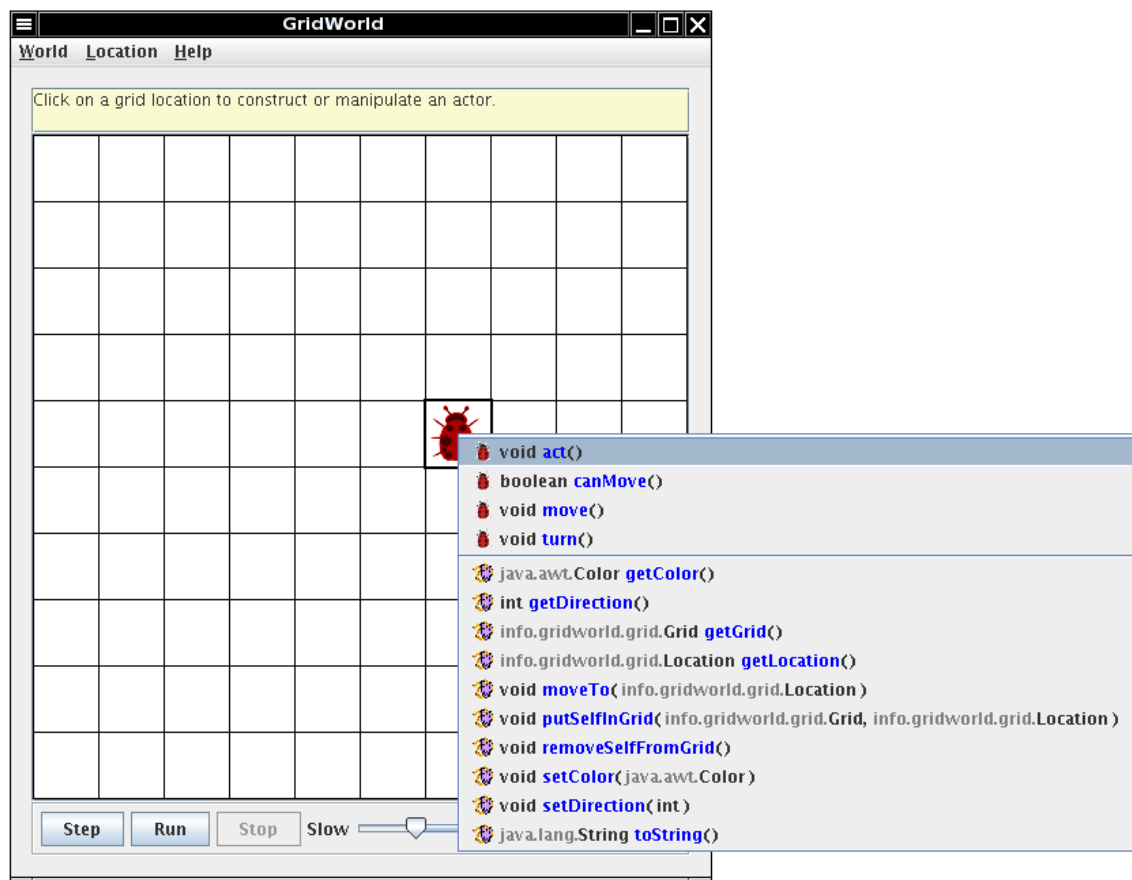 GridWorld
World Location Help
Click on a grid location to construct or manipulate an actor.
void act()
boolean canMove()
void move()
void turn()
java.awt.Color getColor()
int getDirection()
info.gridworld.grid.Grid getGrid()
info.gridworld.grid.Location getLocation()
void moveTo(info.gridworld.grid.Location)
void putSelfInGrid(info.gridworld.grid.Grid, info.gridworld.grid.Location)
void removeSelfFromGrid()
void setColor(java.awt.Color)
void setDirection(int)
java.lang.String toString()
Step Run Stop Slow